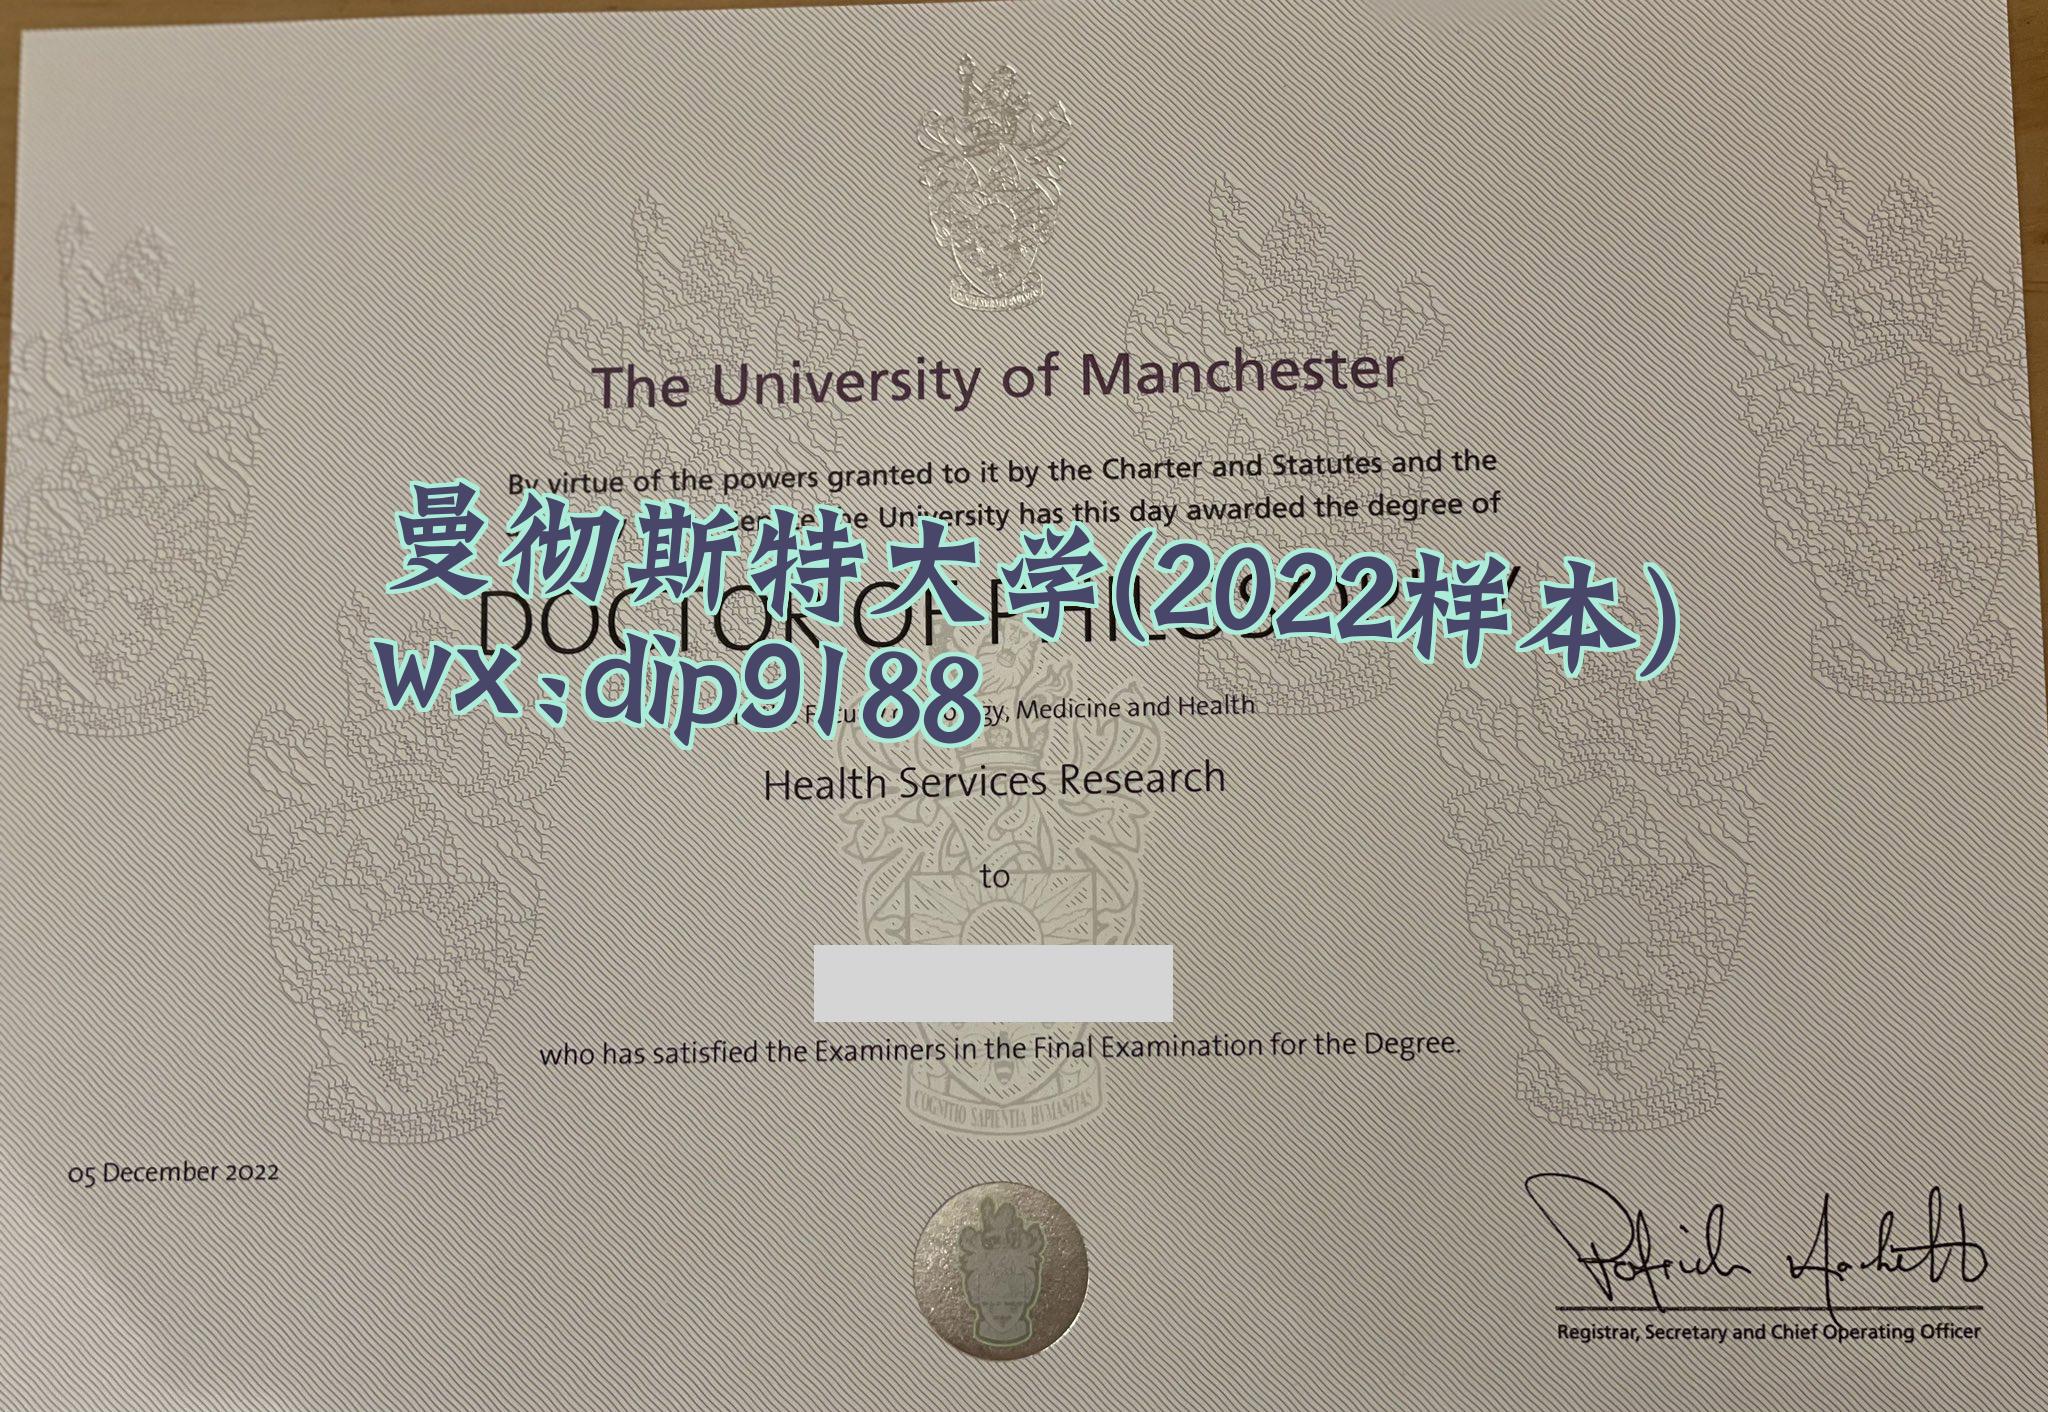 The University of Manchester
By virtue of the powers granted to it by the Charter and Statutes and the
University has this day awarded the degree of
曼彻斯特大学(2022样本)
DOCTOR OF
wx:dip9188
Medicine and Health
Health Services Research
to
who has satisfied the Examiners in the Final Examination for the Degree.
COGNITIO SAPIENTIA HUMANITAS
05 December 2022
Registrar, Secretary and Chief Operating Officer